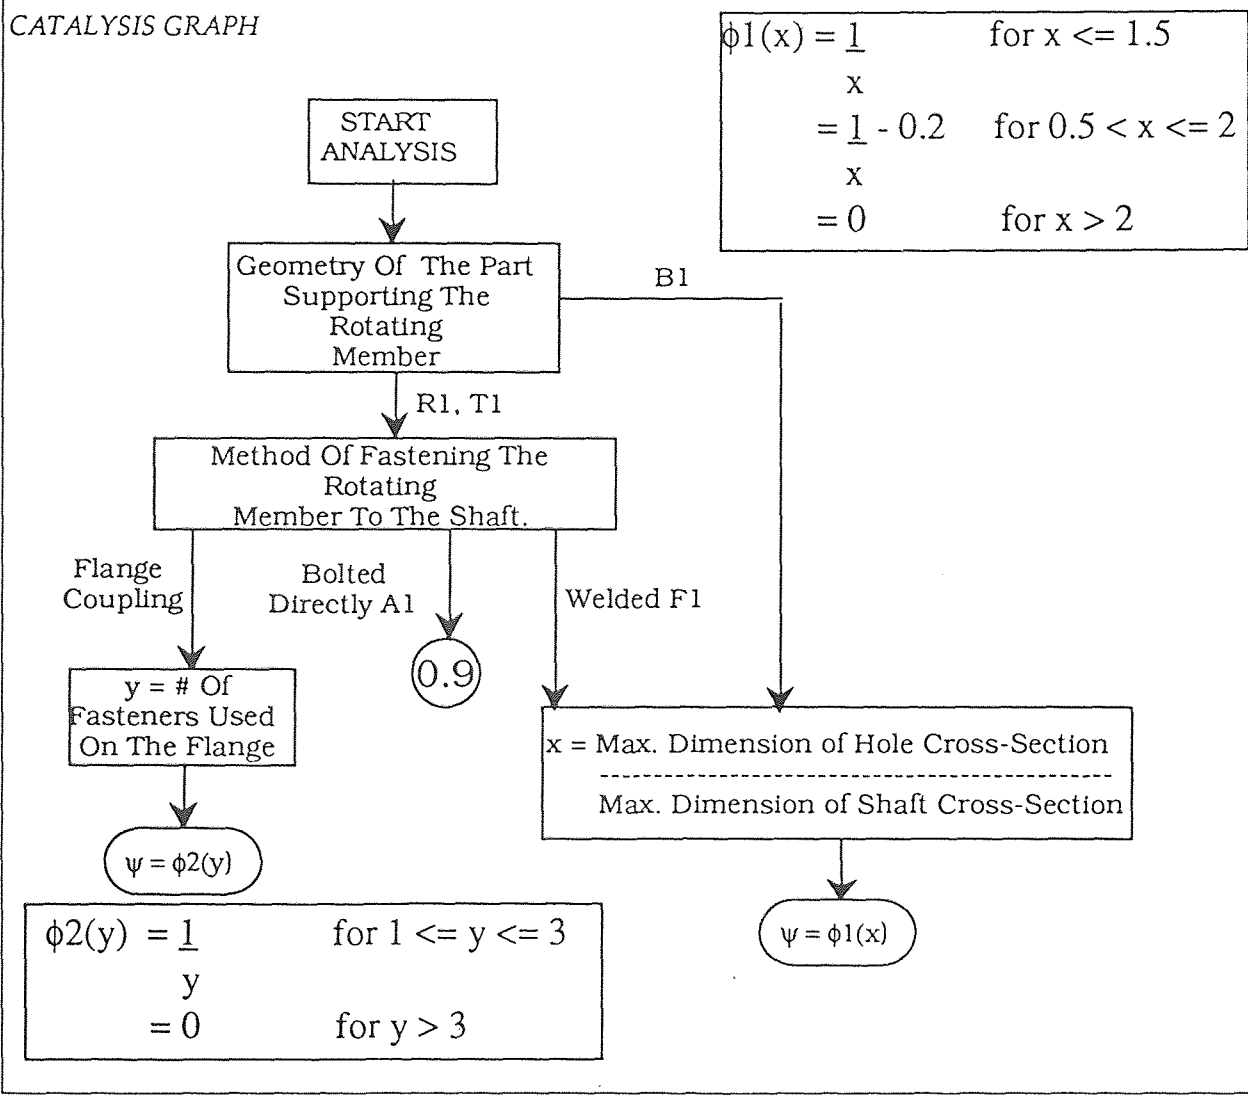 CATALYSIS GRAPH
ϕ1(x) = 1 for x <= 1.5
x
= 1 - 0.2 for 0.5 < x <= 2
x
= 0 for x > 2
START
ANALYSIS
Geometry Of The Part
Supporting The
Rotating
Member
B1
R1, T1
Method Of Fastening The
Rotating
Member To The Shaft.
Flange
Coupling
Bolted
Directly A1
Welded F1
y = # Of
Fasteners Used
On The Flange
0.9
x = Max. Dimension of Hole Cross-Section
----------------------------------------------
Max. Dimension of Shaft Cross-Section
ψ = ϕ2(y)
ψ = ϕ1(x)
ϕ2(y) = 1 for 1 <= y <= 3
y
= 0 for y > 3